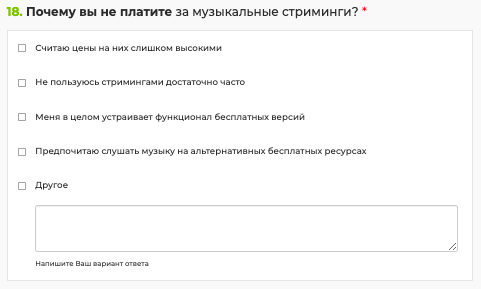 18. Почему вы не платите за музыкальные стриминги? *
Считаю цены на них слишком высокими
Не пользуюсь стримингами достаточно часто
Меня в целом устраивает функционал бесплатных версий
Предпочитаю слушать музыку на альтернативных бесплатных ресурсах
Другое
Напишите Ваш вариант ответа